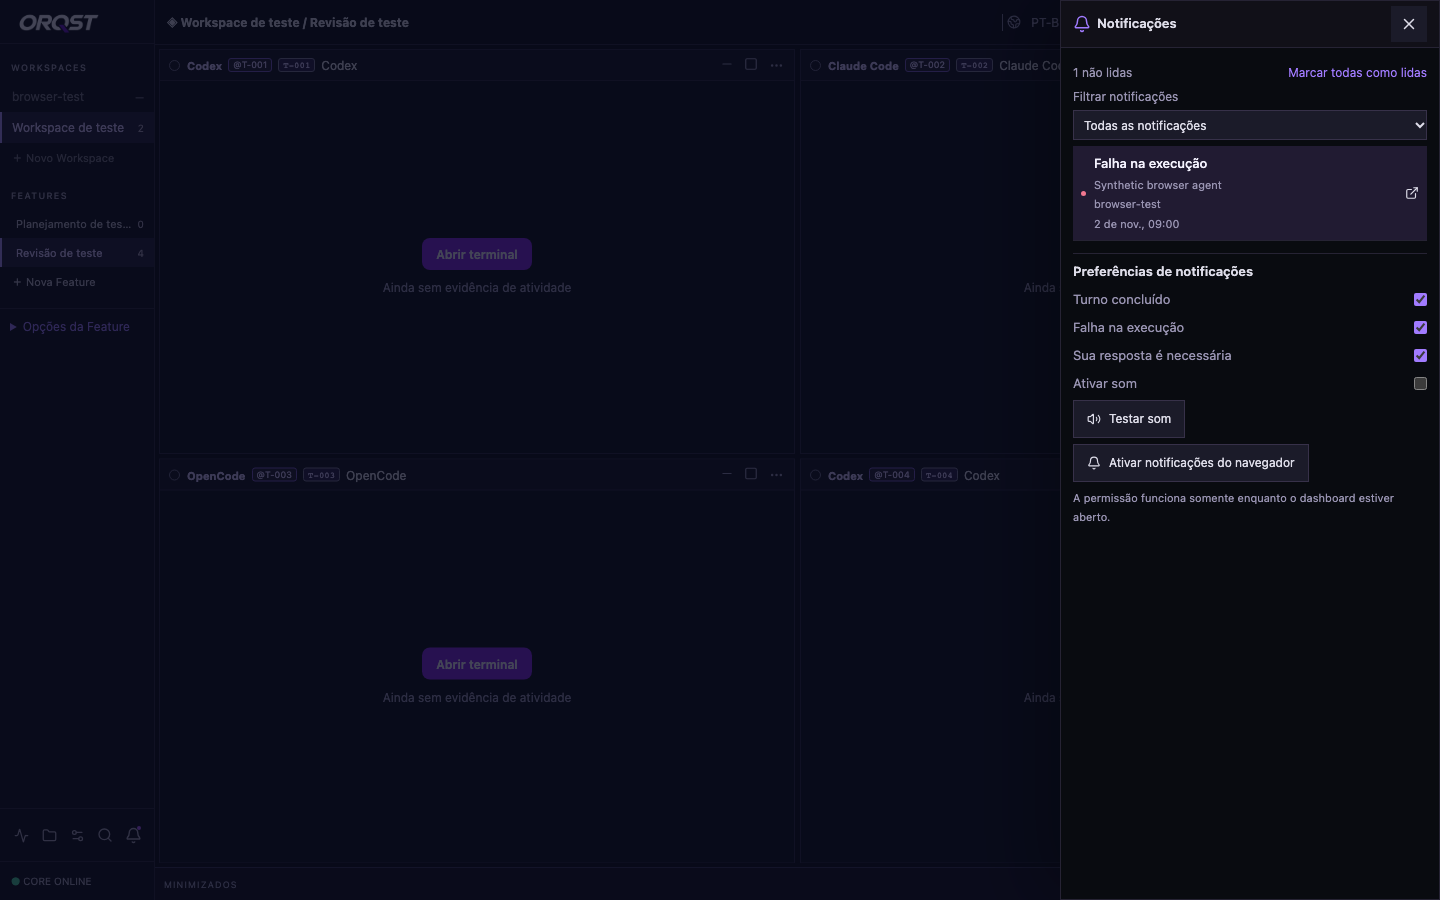 OROST
WORKSPACES
browser-test
Workspace de teste 2
+ Novo Workspace
FEATURES
Planejamento de tes... 0
Revisão de teste 4
+ Nova Feature
Opções da Feature
CORE ONLINE
Workspace de teste / Revisão de teste
PT-B
Codex @T-001 T-001 Codex
Abrir terminal
Ainda sem evidência de atividade
Claude Code @T-002 T-002 Claude Co
Ainda
OpenCode @T-003 T-003 OpenCode
Abrir terminal
Ainda sem evidência de atividade
Codex @T-004 T-004 Codex
Ainda
MINIMIZADOS
Notificações
1 não lidas Marcar todas como lidas
Filtrar notificações
Todas as notificações
Falha na execução
Synthetic browser agent
browser-test
2 de nov., 09:00
Preferências de notificações
Turno concluído
Falha na execução
Sua resposta é necessária
Ativar som
Testar som
Ativar notificações do navegador
A permissão funciona somente enquanto o dashboard estiver
aberto.